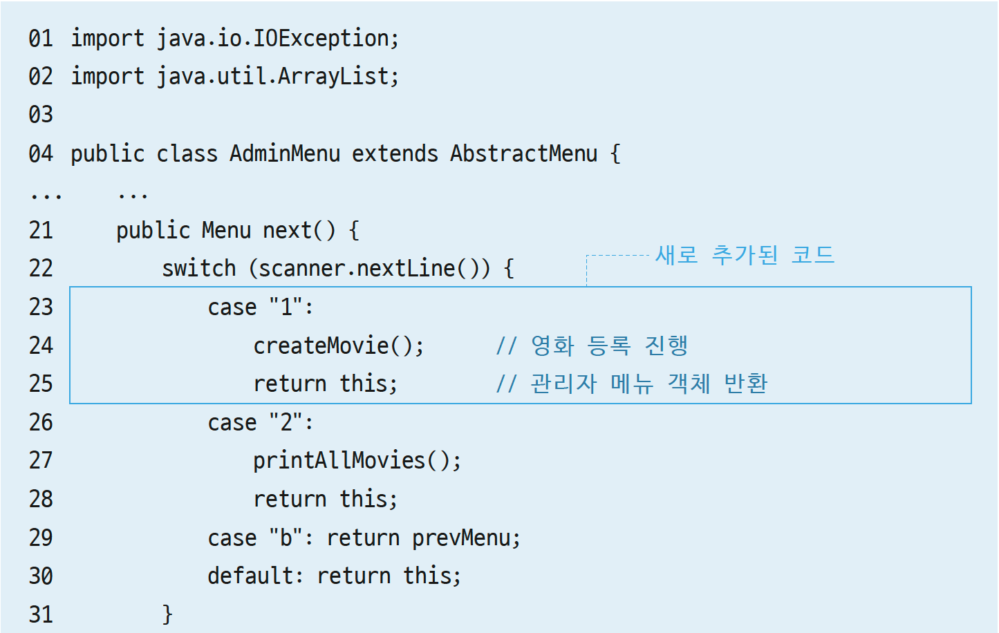 01 import java.io.IOException;
02 import java.util.ArrayList;
03
04 public class AdminMenu extends AbstractMenu {
... ...
21 public Menu next() {
새로 추가된 코드
22 switch (scanner.nextLine()) {
23 case "1":
24 createMovie(); // 영화 등록 진행
25 return this; // 관리자 메뉴 객체 반환
26 case "2":
27 printAllMovies();
28 return this;
29 case "b": return prevMenu;
30 default: return this;
31 }